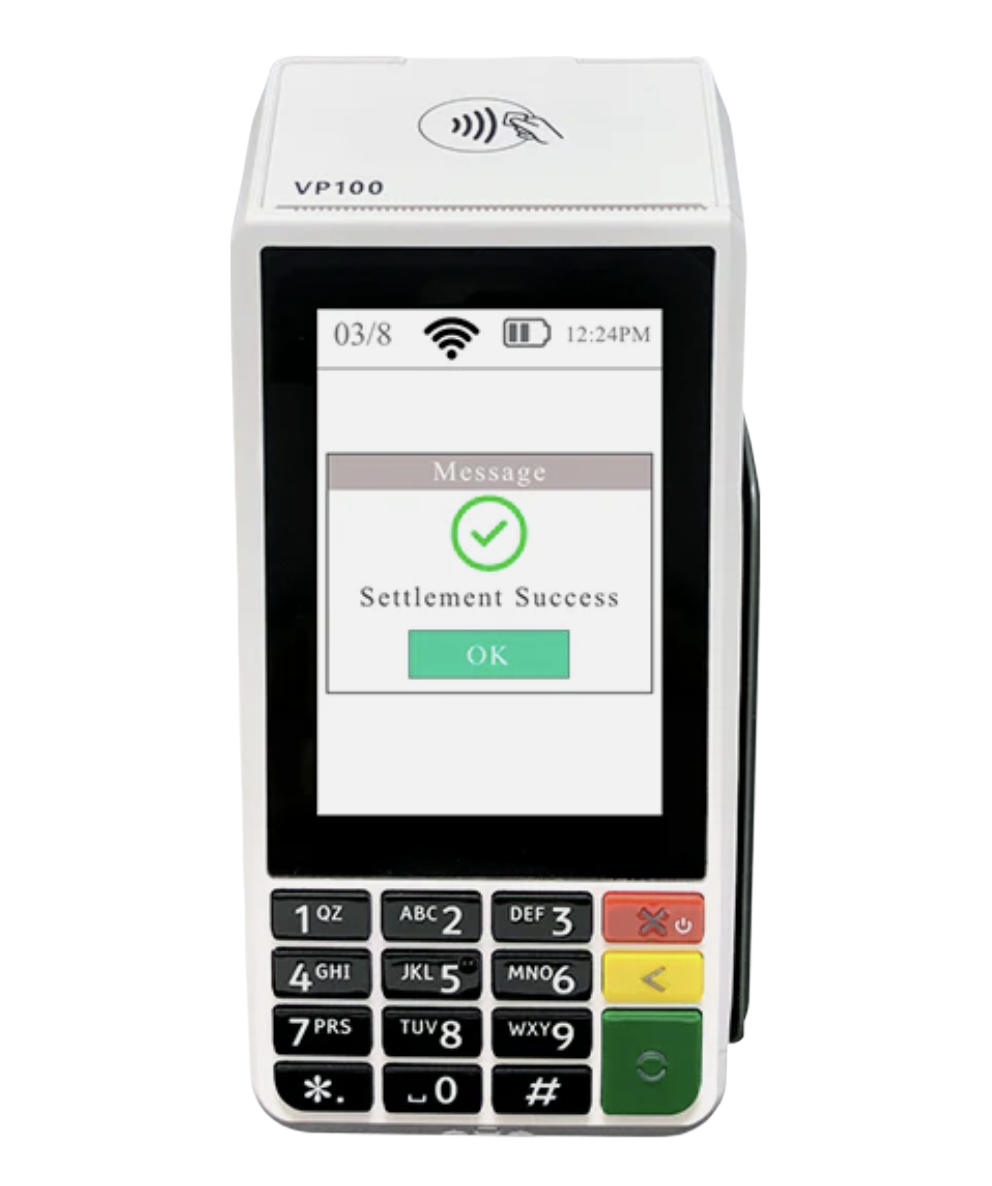 VP100
03/8 12:24PM
Message
Settlement Success
OK
1 QZ ABC 2 DEF 3
4 GHI JKL 5 MNO 6
7 PRS TUV 8 WXY 9
*. ⎵0 #